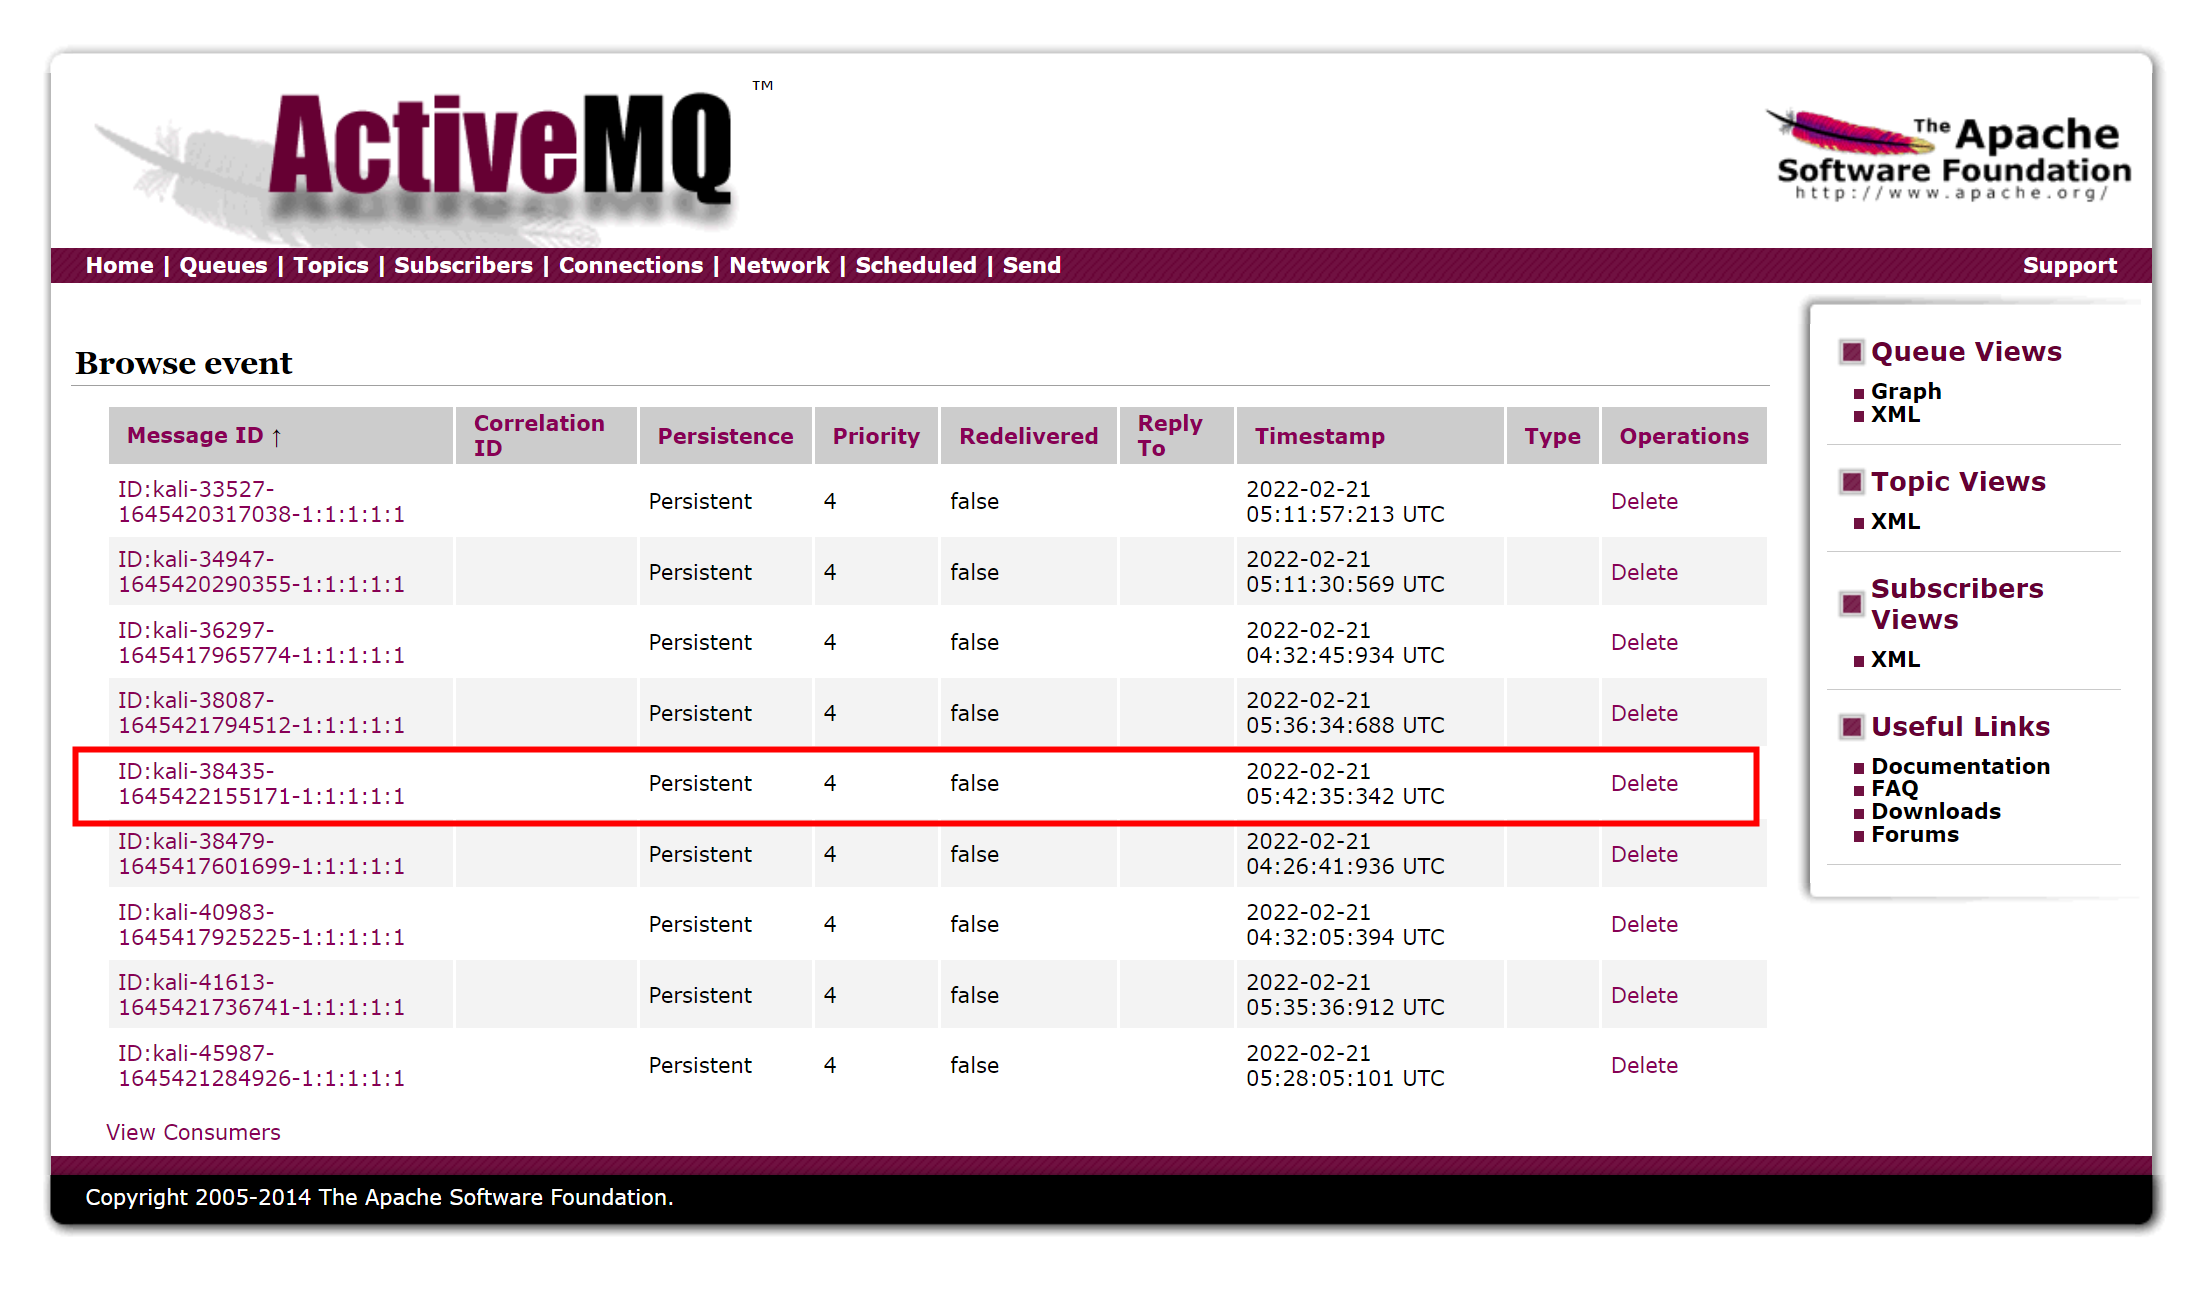 ActiveMQ ™
The Apache
Software Foundation
http://www.apache.org/
Home | Queues | Topics | Subscribers | Connections | Network | Scheduled | Send
Support
Browse event
Message ID ↑ Correlation ID Persistence Priority Redelivered Reply To Timestamp Type Operations
ID:kali-33527-
1645420317038-1:1:1:1:1 Persistent 4 false 2022-02-21
05:11:57:213 UTC Delete
ID:kali-34947-
1645420290355-1:1:1:1:1 Persistent 4 false 2022-02-21
05:11:30:569 UTC Delete
ID:kali-36297-
1645417965774-1:1:1:1:1 Persistent 4 false 2022-02-21
04:32:45:934 UTC Delete
ID:kali-38087-
1645421794512-1:1:1:1:1 Persistent 4 false 2022-02-21
05:36:34:688 UTC Delete
ID:kali-38435-
1645422155171-1:1:1:1:1 Persistent 4 false 2022-02-21
05:42:35:342 UTC Delete
ID:kali-38479-
1645417601699-1:1:1:1:1 Persistent 4 false 2022-02-21
04:26:41:936 UTC Delete
ID:kali-40983-
1645417925225-1:1:1:1:1 Persistent 4 false 2022-02-21
04:32:05:394 UTC Delete
ID:kali-41613-
1645421736741-1:1:1:1:1 Persistent 4 false 2022-02-21
05:35:36:912 UTC Delete
ID:kali-45987-
1645421284926-1:1:1:1:1 Persistent 4 false 2022-02-21
05:28:05:101 UTC Delete
View Consumers
Queue Views
Graph
XML
Topic Views
XML
Subscribers
Views
XML
Useful Links
Documentation
FAQ
Downloads
Forums
Copyright 2005-2014 The Apache Software Foundation.